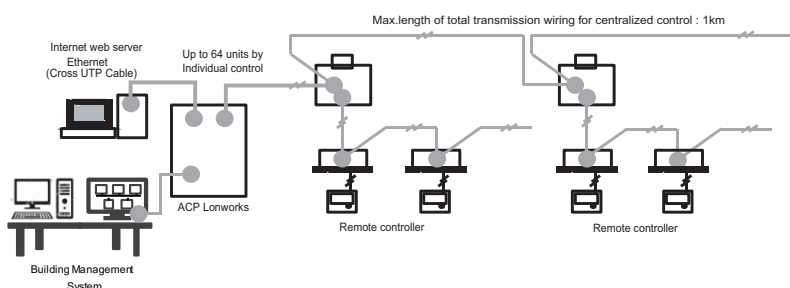 Max.length of total transmission wiring for centralized control : 1km
Internet web server
Ethernet
(Cross UTP Cable)
Up to 64 units by
Individual control
ACP Lonworks
Remote controller
Remote controller
Building Management
System